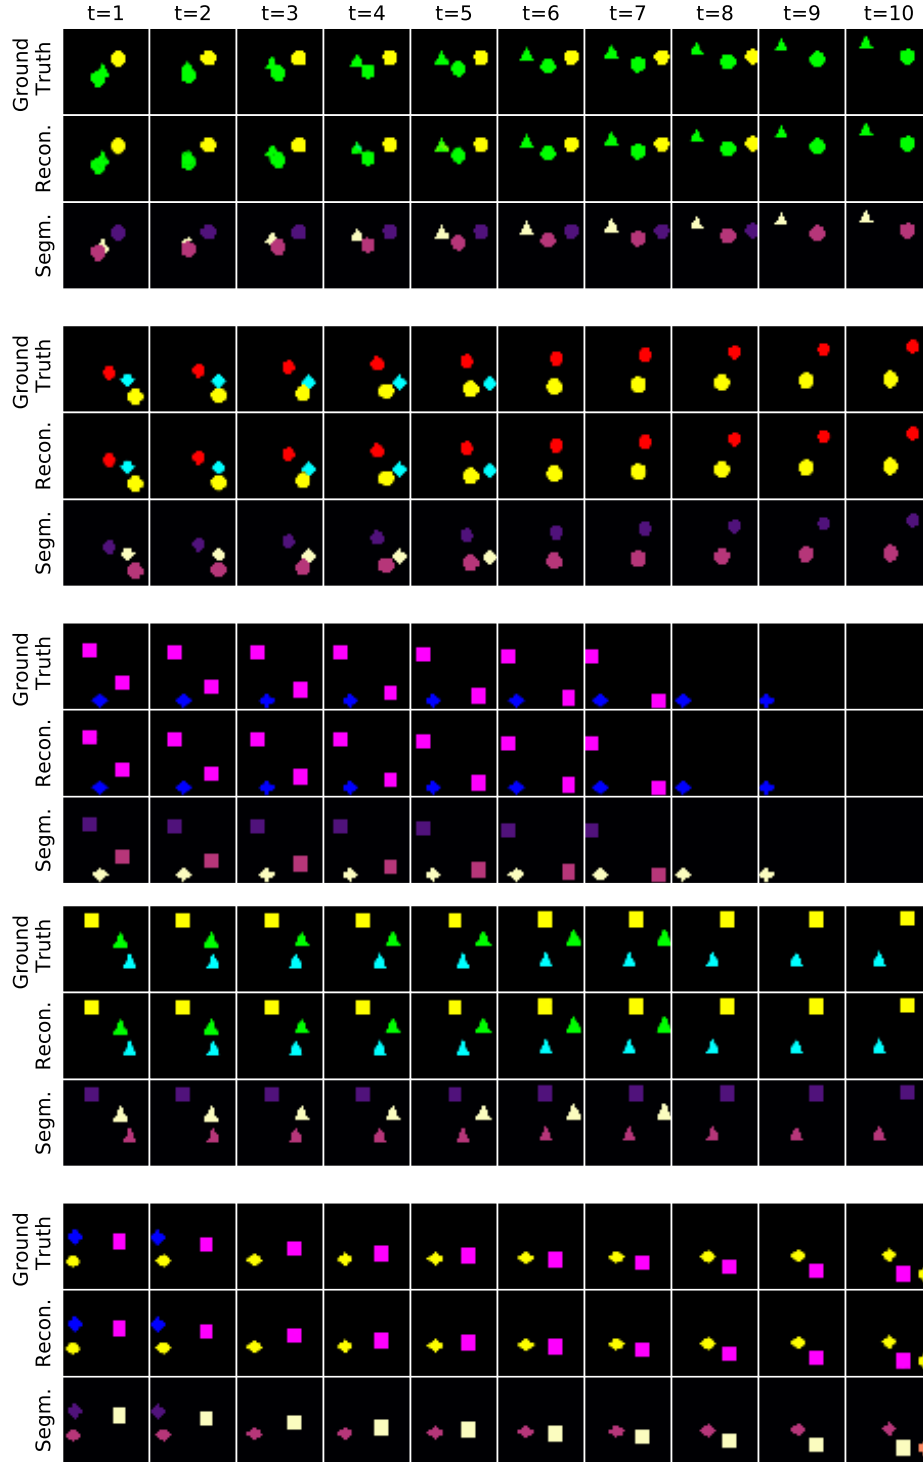 t=1 t=2 t=3 t=4 t=5 t=6 t=7 t=8 t=9 t=10
Ground
Truth
Recon.
Segm.
Ground
Truth
Recon.
Segm.
Ground
Truth
Recon.
Segm.
Ground
Truth
Recon.
Segm.
Ground
Truth
Recon.
Segm.